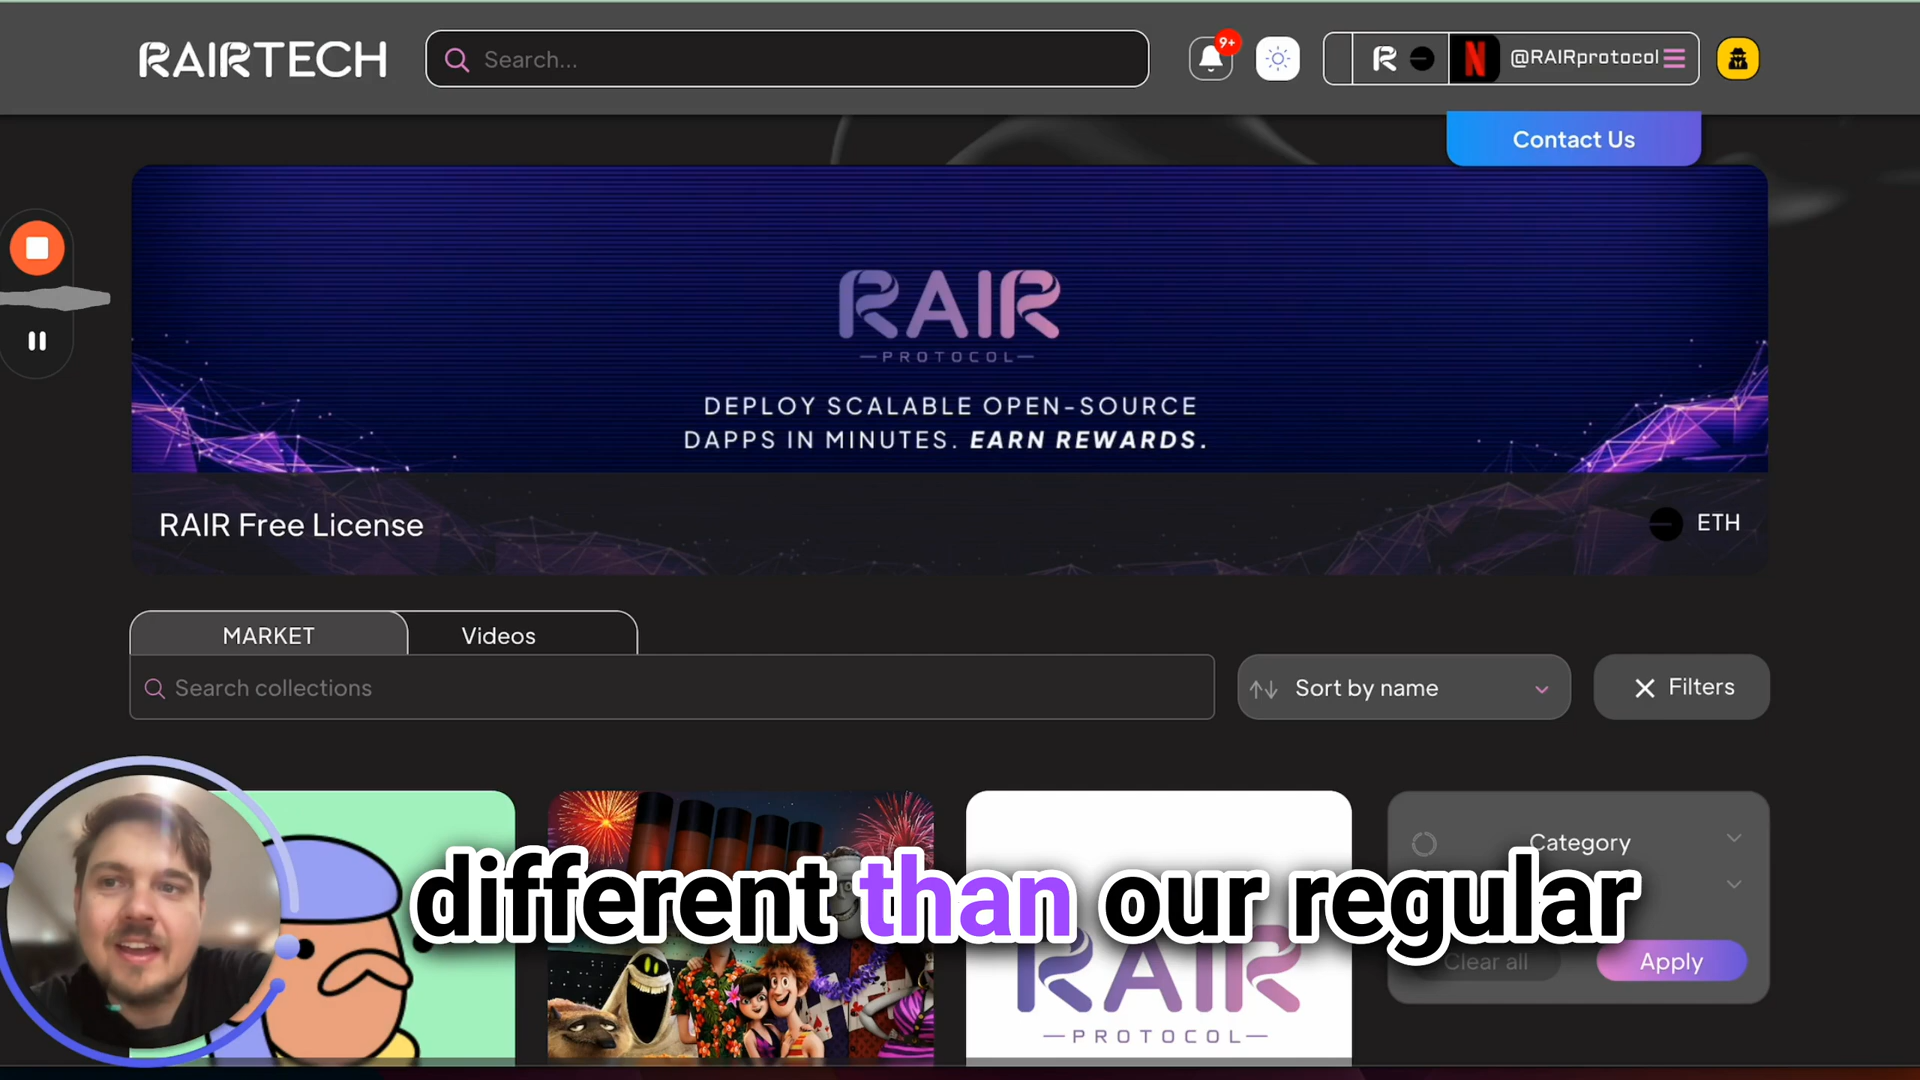 RAIRTECH
Search...
9+
R
N
@RAIRprotocol
Contact Us
RAIR
PROTOCOL
DEPLOY SCALABLE OPEN-SOURCE
DAPPS IN MINUTES. EARN REWARDS.
RAIR Free License
ETH
MARKET
Videos
Search collections
Sort by name
Filters
Category
different than our regular
Clear all
Apply
RAIR
PROTOCOL